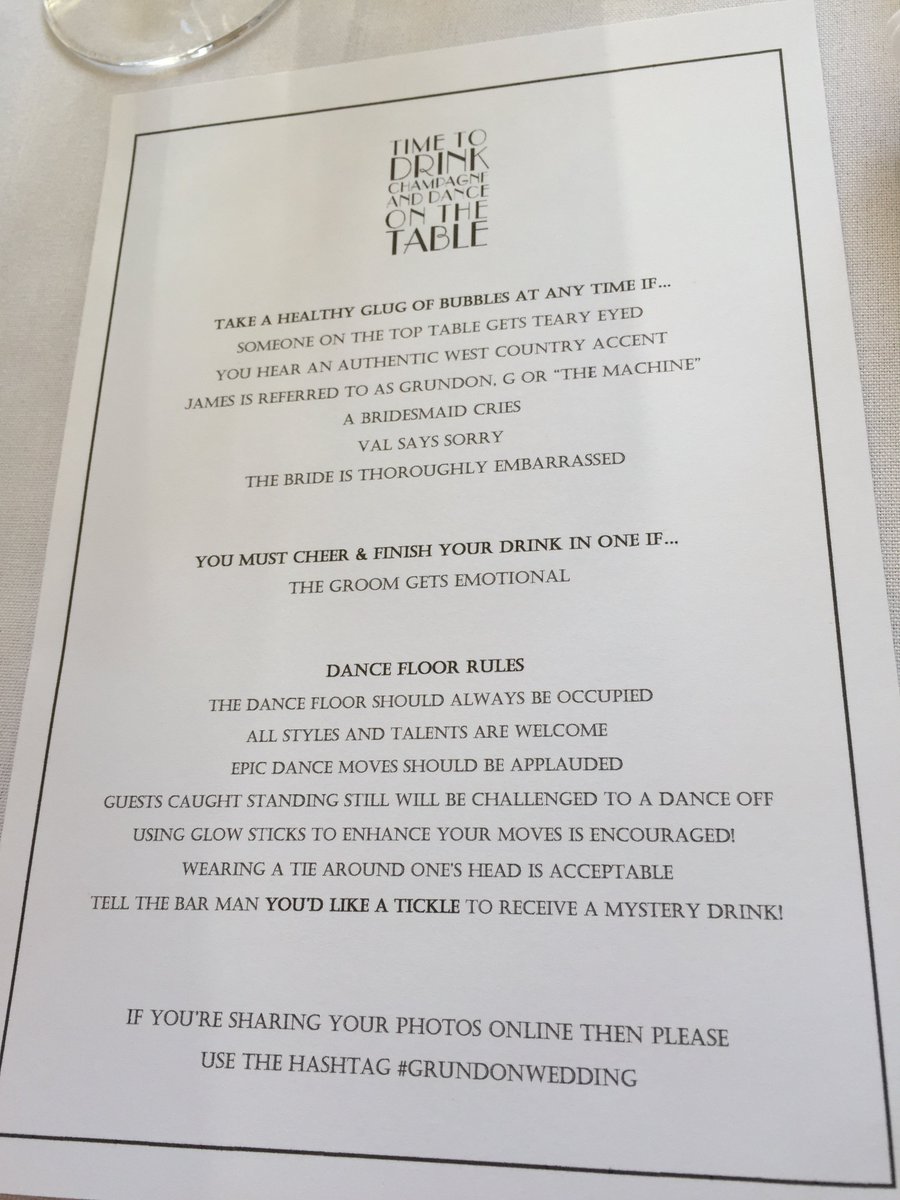 TIME TO
DRINK
CHAMPAGNE
AND DANCE
ON THE
TABLE
TAKE A HEALTHY GLUG OF BUBBLES AT ANY TIME IF...
SOMEONE ON THE TOP TABLE GETS TEARY EYED
YOU HEAR AN AUTHENTIC WEST COUNTRY ACCENT
JAMES IS REFERRED TO AS GRUNDON, G OR “THE MACHINE”
A BRIDESMAID CRIES
VAL SAYS SORRY
THE BRIDE IS THOROUGHLY EMBARRASSED
YOU MUST CHEER & FINISH YOUR DRINK IN ONE IF...
THE GROOM GETS EMOTIONAL
DANCE FLOOR RULES
THE DANCE FLOOR SHOULD ALWAYS BE OCCUPIED
ALL STYLES AND TALENTS ARE WELCOME
EPIC DANCE MOVES SHOULD BE APPLAUDED
GUESTS CAUGHT STANDING STILL WILL BE CHALLENGED TO A DANCE OFF
USING GLOW STICKS TO ENHANCE YOUR MOVES IS ENCOURAGED!
WEARING A TIE AROUND ONE'S HEAD IS ACCEPTABLE
TELL THE BAR MAN YOU'D LIKE A TICKLE TO RECEIVE A MYSTERY DRINK!
IF YOU'RE SHARING YOUR PHOTOS ONLINE THEN PLEASE
USE THE HASHTAG #GRUNDONWEDDING